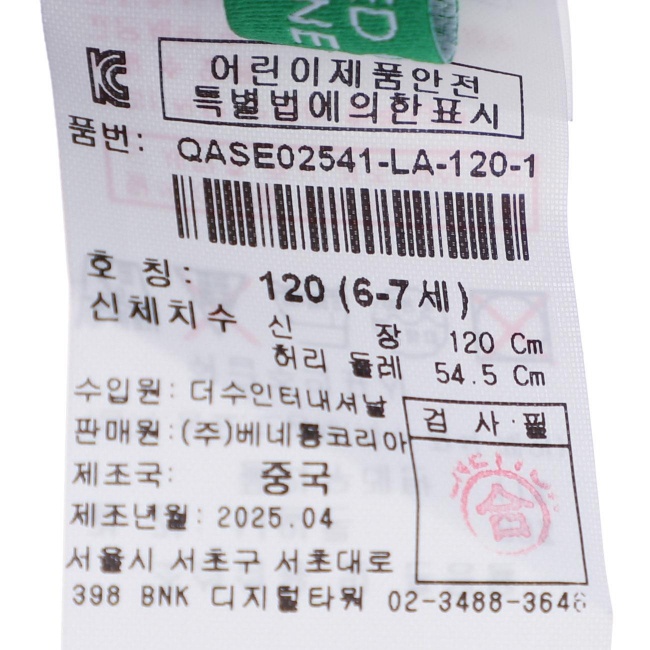 ED
NE
KC
어린이제품안전
특별법에의한표시
품번: QASE02541-LA-120-1
호 칭: 120 (6-7세)
신체치수 신 장 120 Cm
허리 둘레 54.5 Cm
수입원: 더수인터내셔날
판매원: (주)베네통코리아
검 사 필
합
제조국: 중국
제조년월: 2025.04
서울시 서초구 서초대로
398 BNK 디지털타워 02-3488-3646